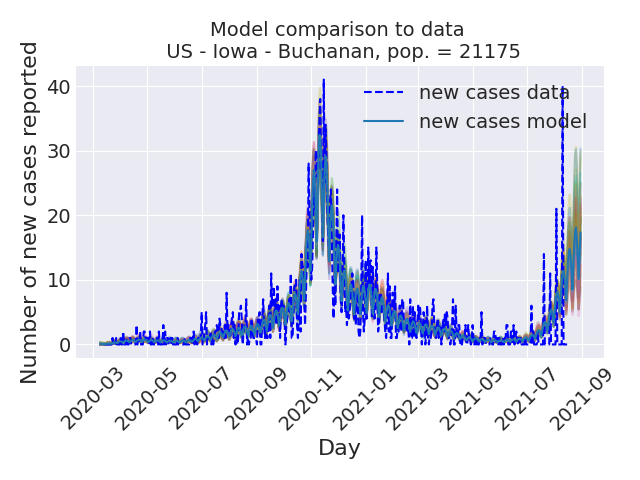 Model comparison to data
US - Iowa - Buchanan, pop. = 21175
Number of new cases reported
40
30
20
10
0
new cases data
new cases model
2020-03
2020-05
2020-07
2020-09
2020-11
2021-01
2021-03
2021-05
2021-07
2021-09
Day